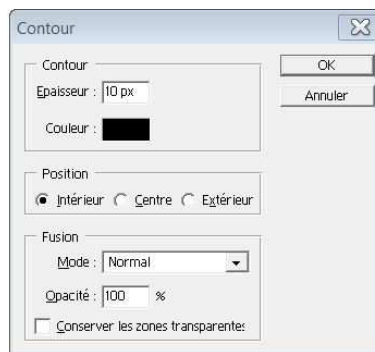 Contour
Contour
Epaisseur : 10 px
Couleur :
OK
Annuler
Position
Intérieur Centre Extérieur
Fusion
Mode : Normal
Opacité : 100 %
Conserver les zones transparentes